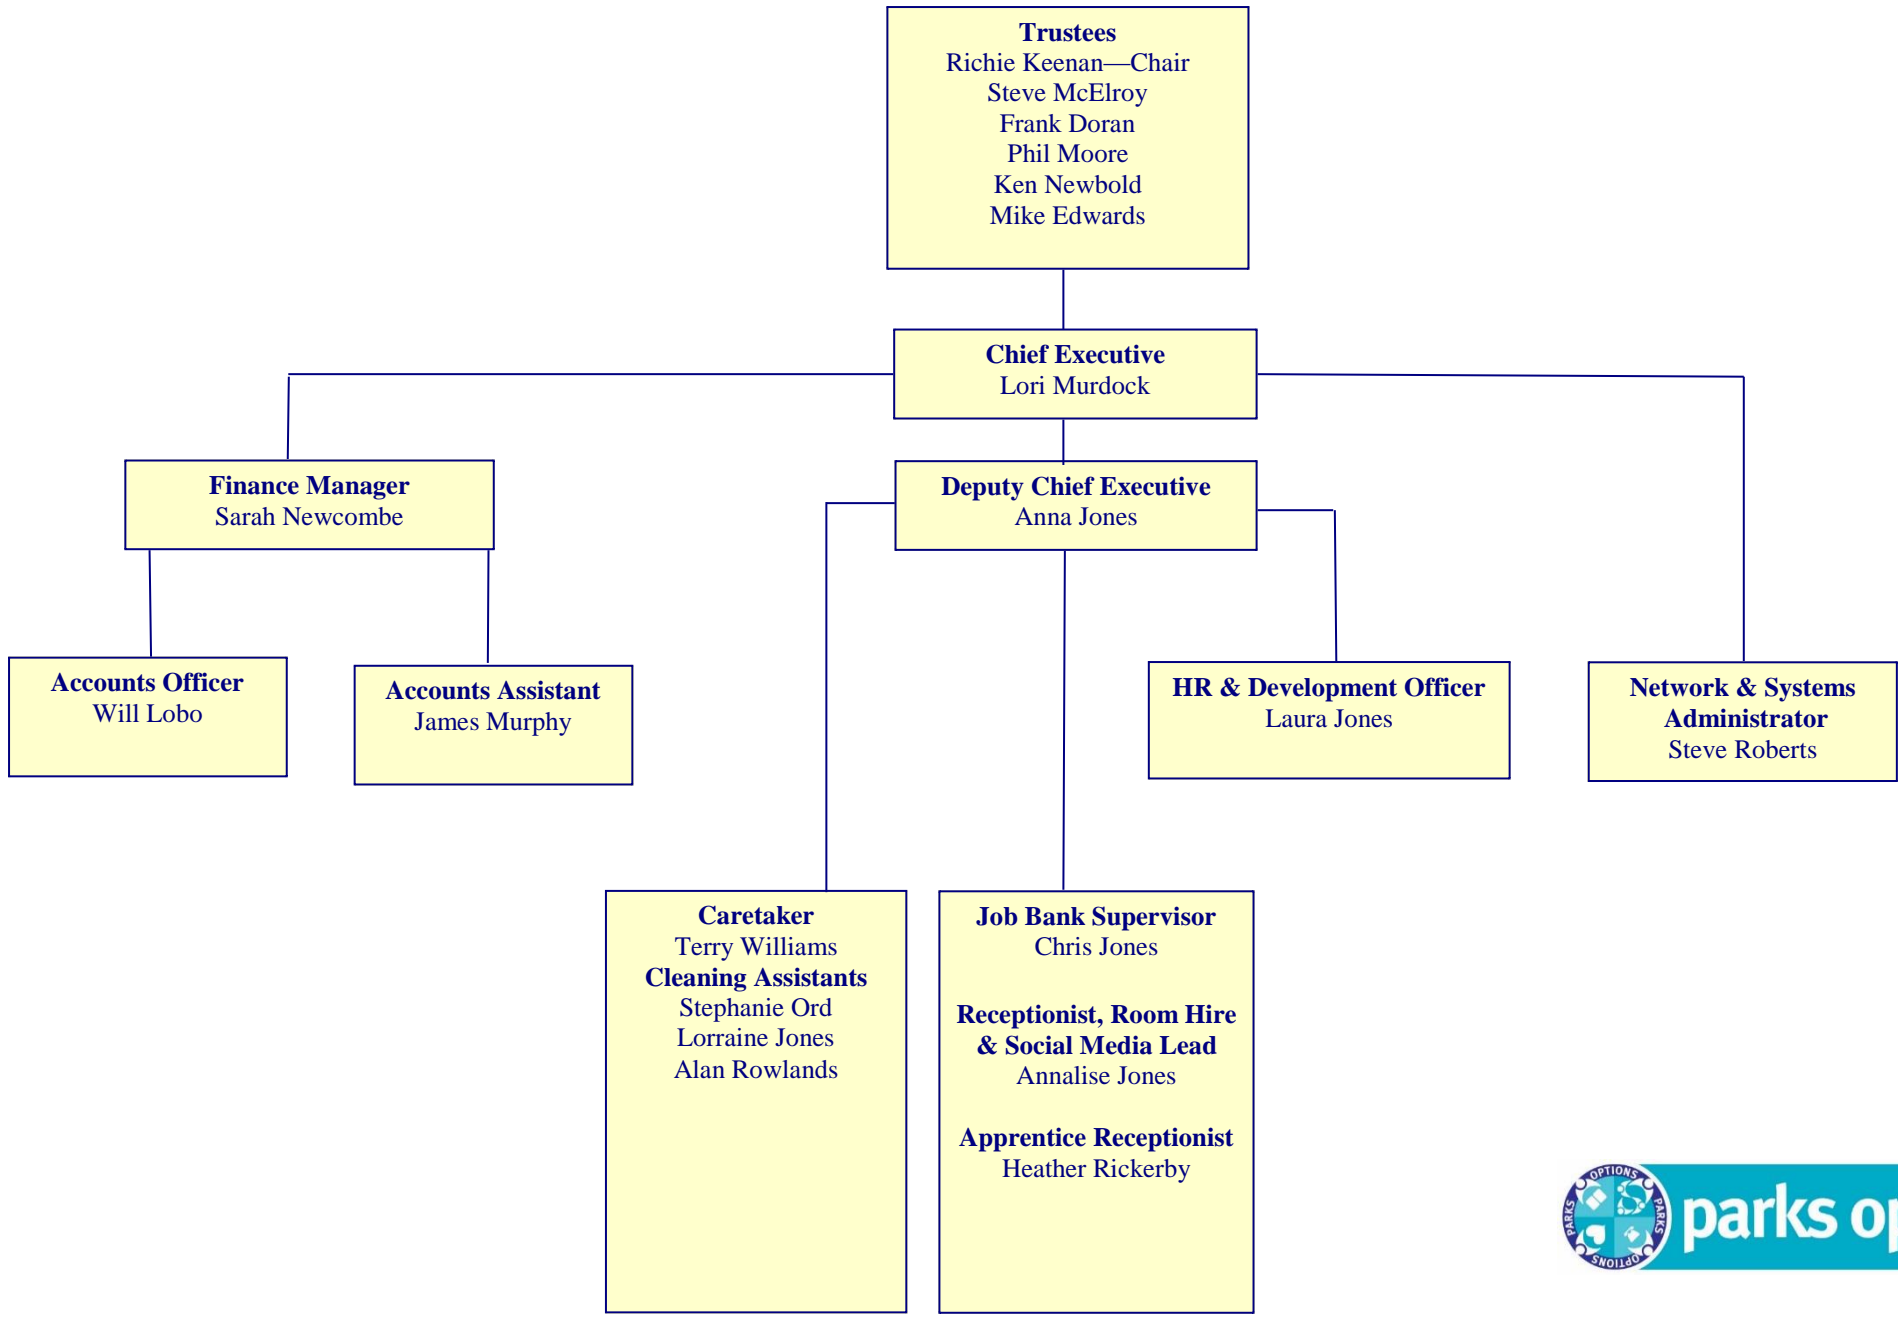 Trustees
Richie Keenan—Chair
Steve McElroy
Frank Doran
Phil Moore
Ken Newbold
Mike Edwards
Chief Executive
Lori Murdock
Finance Manager
Sarah Newcombe
Deputy Chief Executive
Anna Jones
Accounts Officer
Will Lobo
Accounts Assistant
James Murphy
HR & Development Officer
Laura Jones
Network & Systems
Administrator
Steve Roberts
Caretaker
Terry Williams
Cleaning Assistants
Stephanie Ord
Lorraine Jones
Alan Rowlands
Job Bank Supervisor
Chris Jones
Receptionist, Room Hire
& Social Media Lead
Annalise Jones
Apprentice Receptionist
Heather Rickerby
OPTIONS
PARKS
OPTIONS
PARKS
parks op